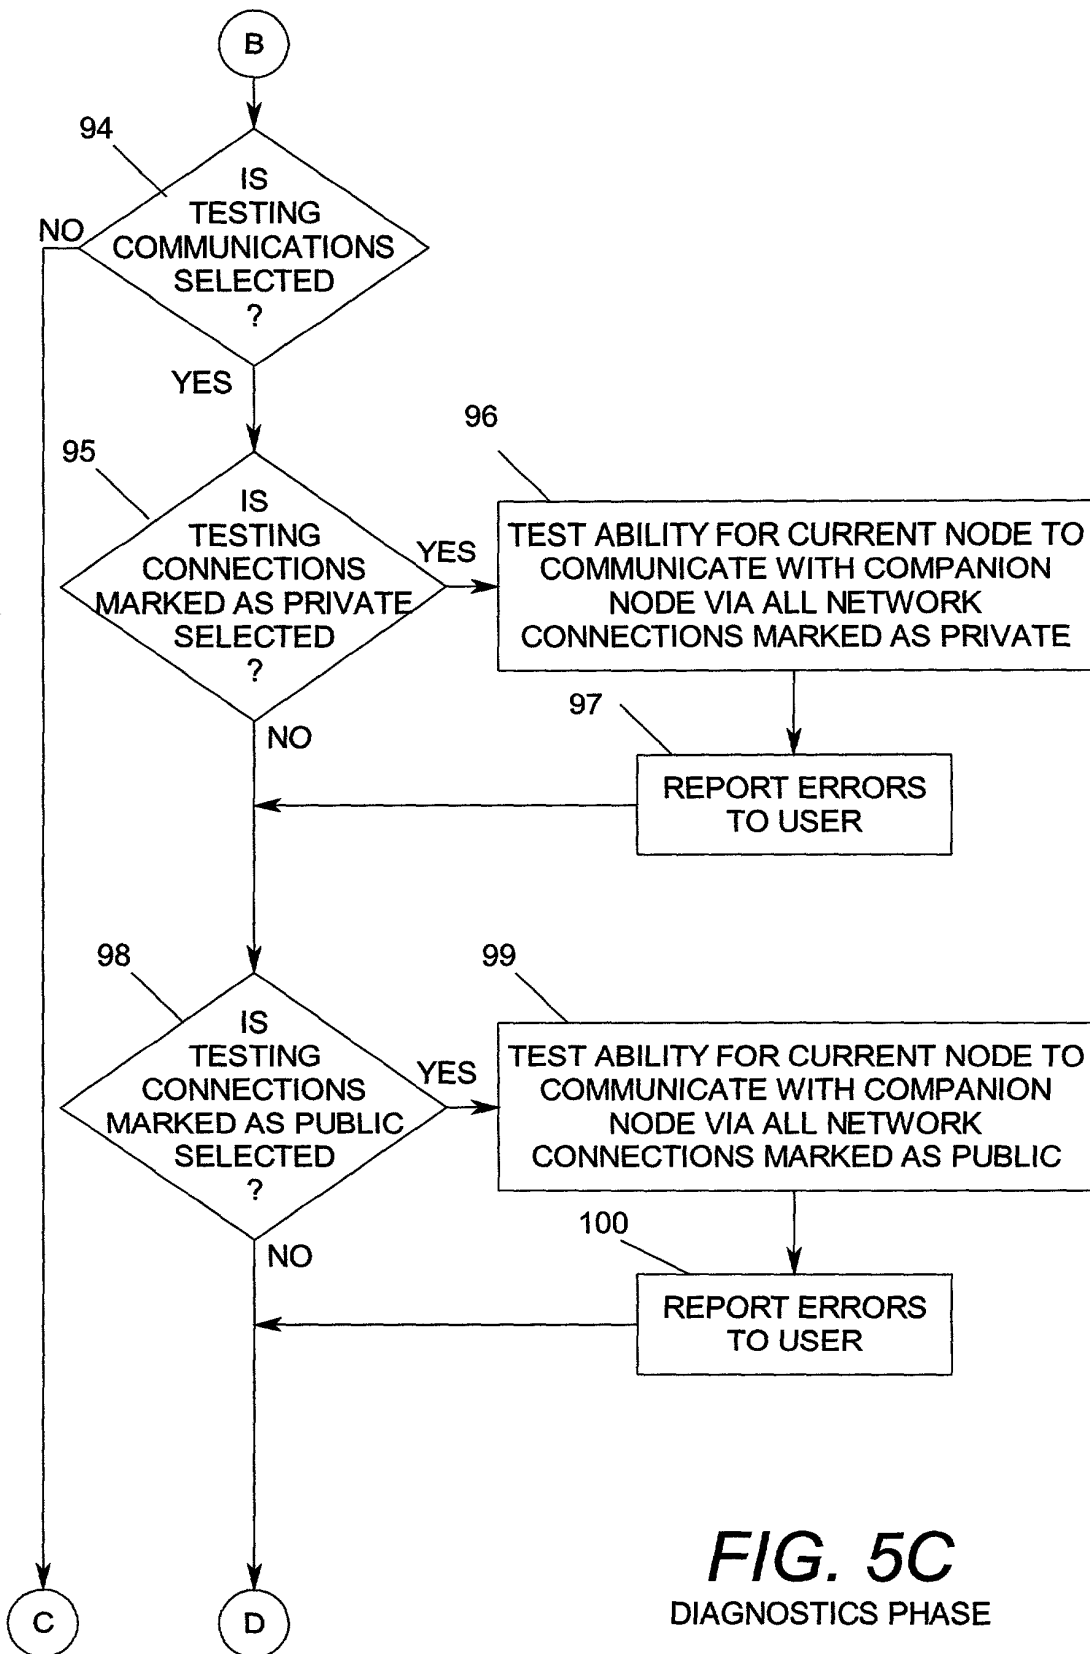 B
94
IS
TESTING
COMMUNICATIONS
SELECTED
?
NO
YES
95
IS
TESTING
CONNECTIONS
MARKED AS PRIVATE
SELECTED
?
YES
NO
96
TEST ABILITY FOR CURRENT NODE TO
COMMUNICATE WITH COMPANION
NODE VIA ALL NETWORK
CONNECTIONS MARKED AS PRIVATE
97
REPORT ERRORS
TO USER
98
IS
TESTING
CONNECTIONS
MARKED AS PUBLIC
SELECTED
?
YES
NO
99
TEST ABILITY FOR CURRENT NODE TO
COMMUNICATE WITH COMPANION
NODE VIA ALL NETWORK
CONNECTIONS MARKED AS PUBLIC
100
REPORT ERRORS
TO USER
C
D
FIG. 5C
DIAGNOSTICS PHASE